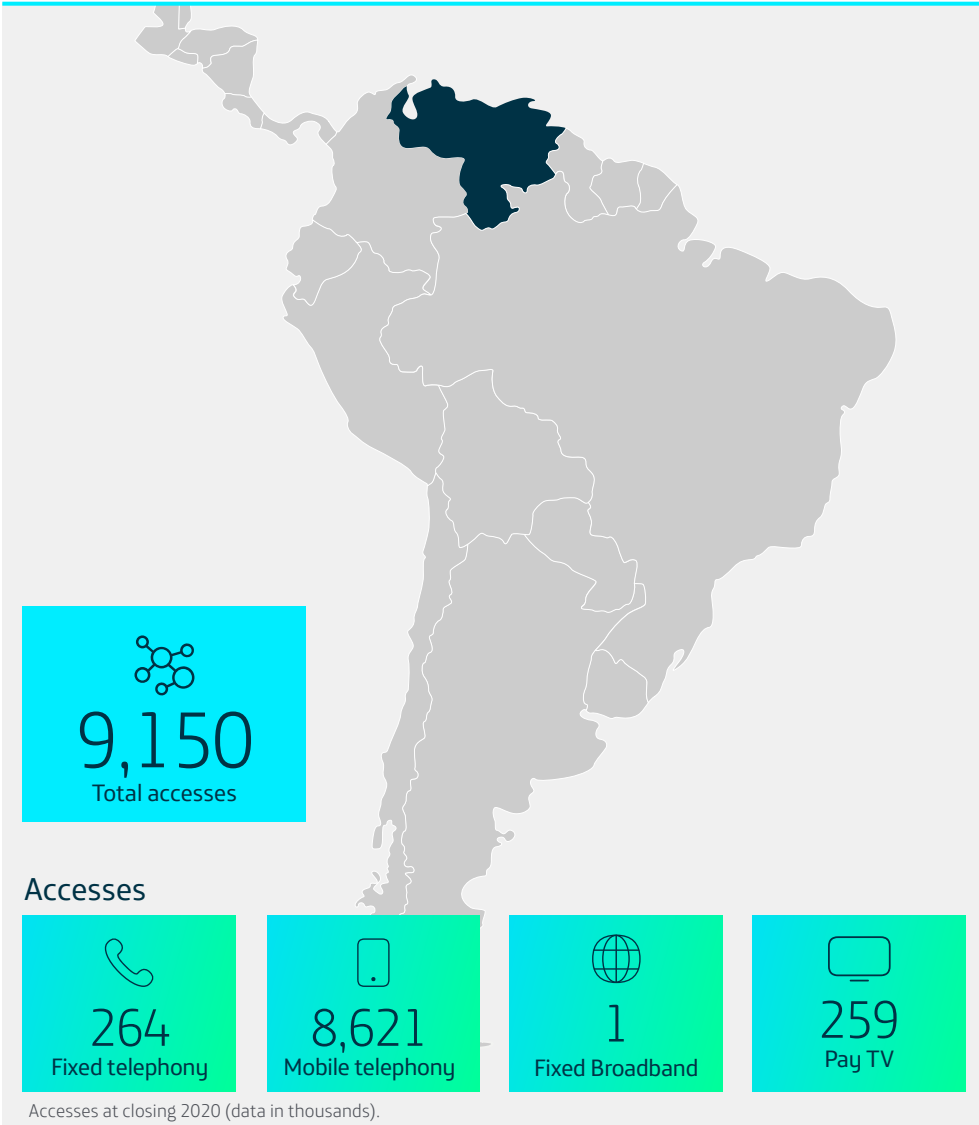 9,150
Total accesses
Accesses
264
Fixed telephony
8,621
Mobile telephony
1
Fixed Broadband
259
Pay TV
Accesses at closing 2020 (data in thousands).